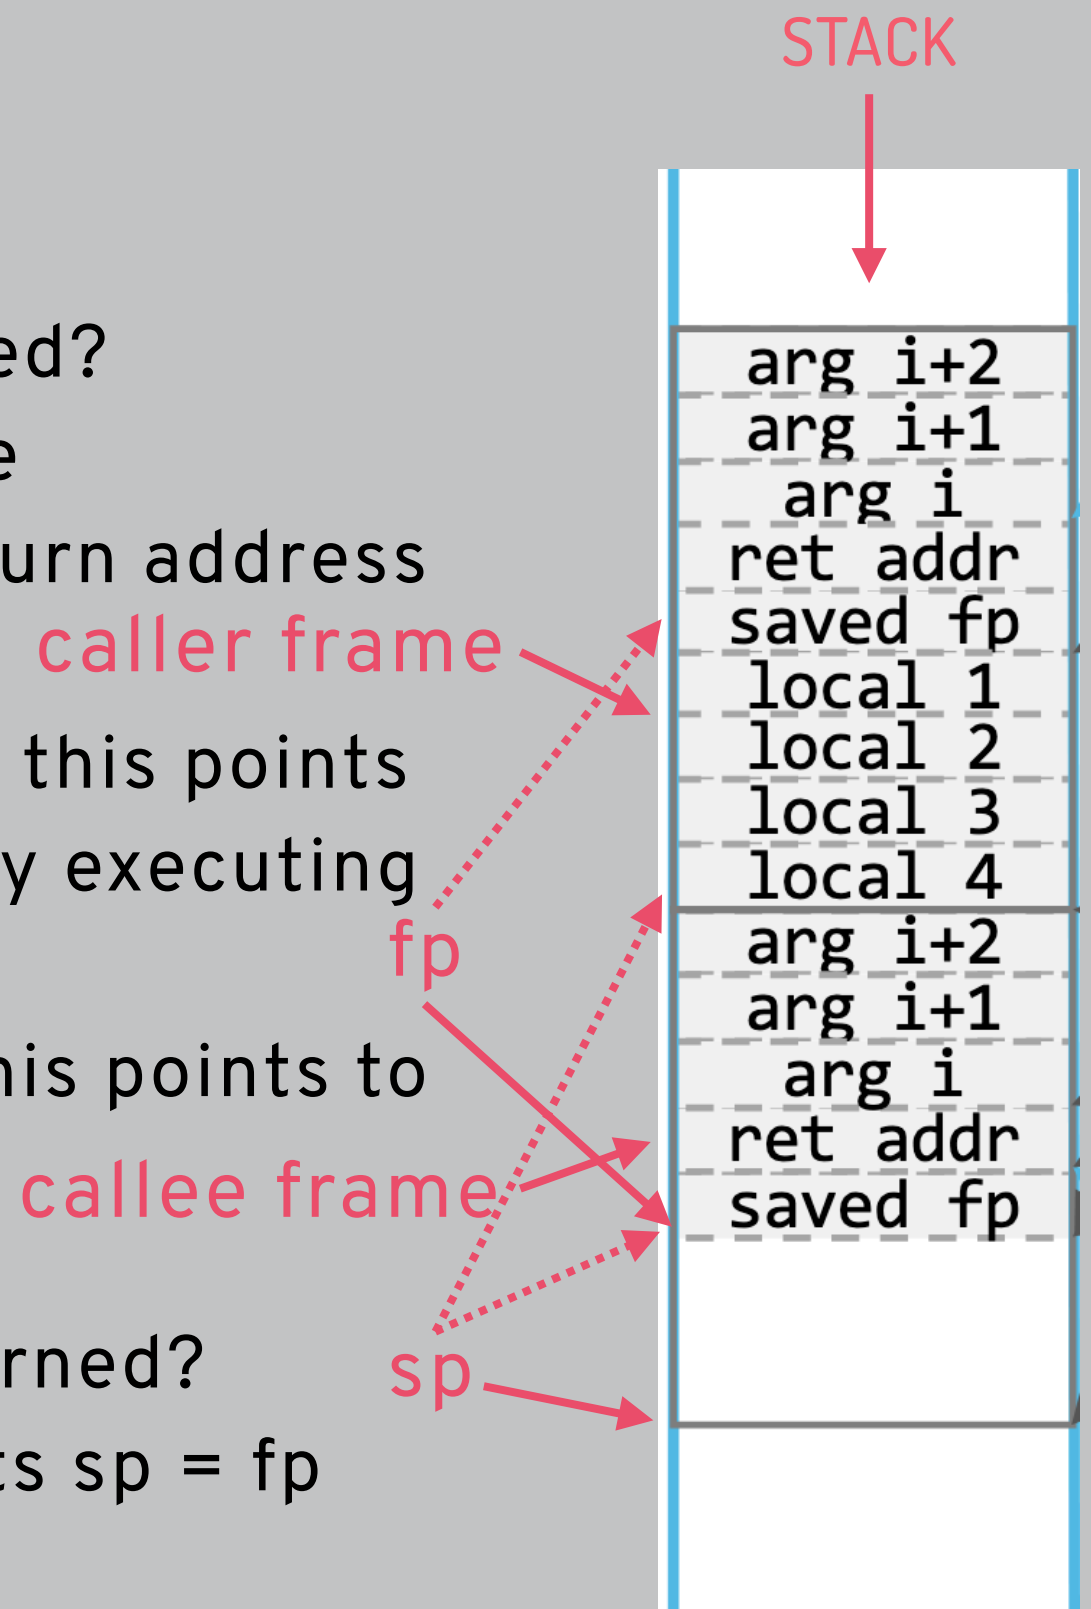 STACK
ed?
e
urn address
caller frame
this points
y executing
fp
his points to
callee frame
rned?
sp
ts sp = fp
arg i+2
arg i+1
arg i
ret addr
saved fp
local 1
local 2
local 3
local 4
arg i+2
arg i+1
arg i
ret addr
saved fp